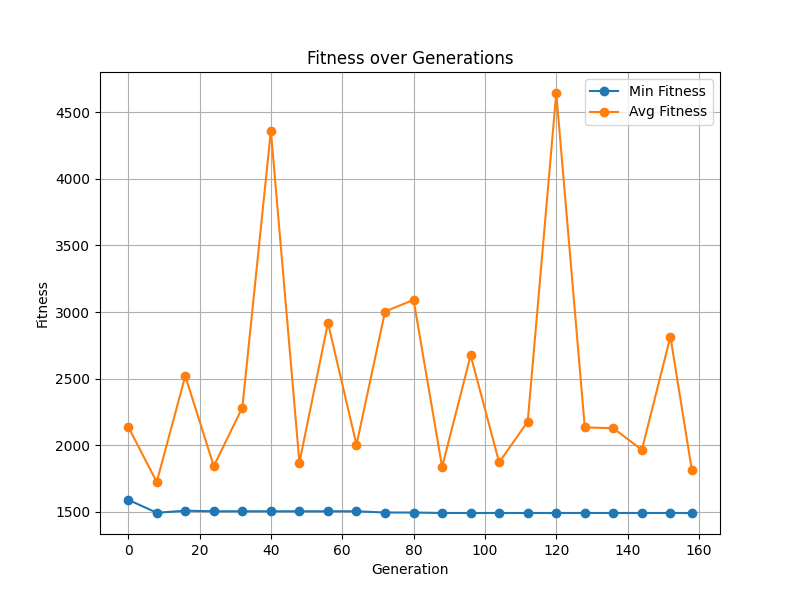 Fitness over Generations
Min Fitness
Avg Fitness
4500
4000
3500
3000
2500
2000
1500
Fitness
0 20 40 60 80 100 120 140 160
Generation